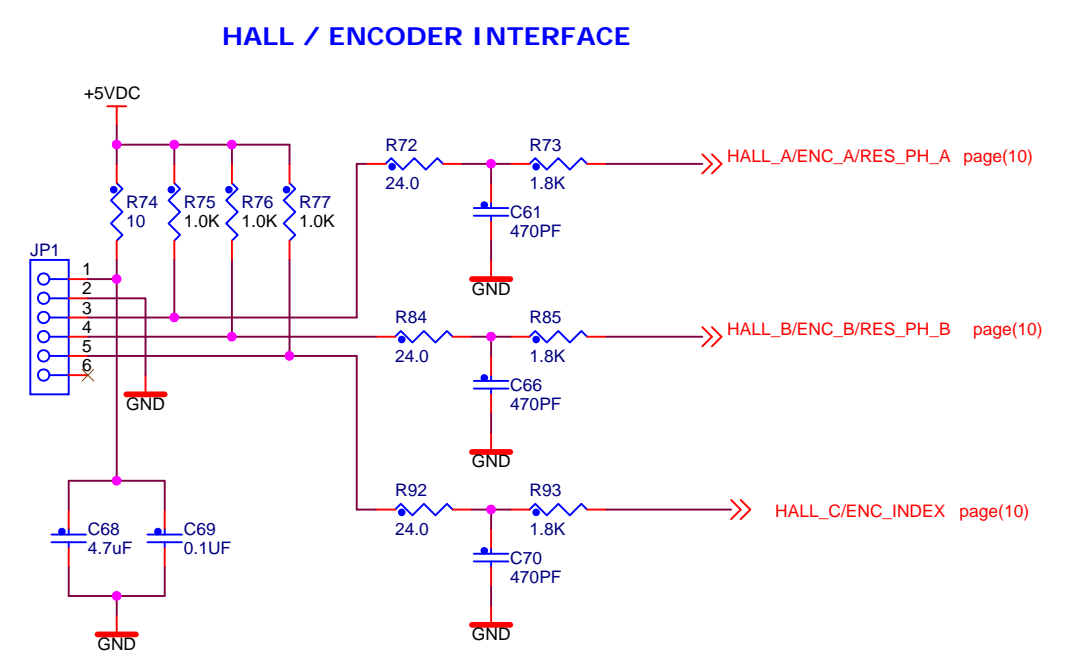 HALL / ENCODER INTERFACE
+5VDC
R74
10
R75
1.0K
R76
1.0K
R77
1.0K
R72
24.0
R73
1.8K
HALL_A/ENC_A/RES_PH_A page(10)
C61
470PF
GND
JP1
1
2
3
4
5
6
GND
R84
24.0
R85
1.8K
HALL_B/ENC_B/RES_PH_B page(10)
C66
470PF
GND
R92
24.0
R93
1.8K
HALL_C/ENC_INDEX page(10)
C70
470PF
GND
C68
4.7uF
C69
0.1UF
GND